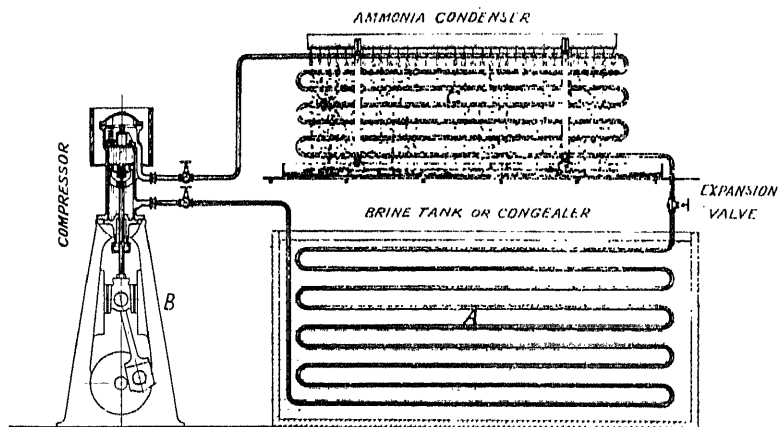 AMMONIA CONDENSER
COMPRESSOR
C
EXPANSION
VALVE
BRINE TANK OR CONGEALER
B
A